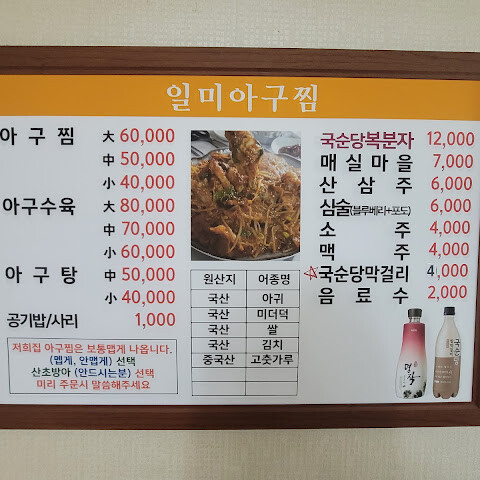 일미아구찜
아구찜 大 60,000
中 50,000
小 40,000
아구수육 大 80,000
中 70,000
小 60,000
아구탕 中 50,000
小 40,000
공기밥/사리 1,000
저희집 아구찜은 보통맵게 나옵니다.
(맵게, 안맵게) 선택
산초방아 (안드시는분) 선택
미리 주문시 말씀해주세요
원산지 어종명
국산 아귀
국산 미더덕
국산 쌀
국산 김치
중국산 고춧가루
국순당복분자 12,000
매실마을 7,000
산삼주 6,000
심술(블루베리+포도) 6,000
소주 4,000
맥주 4,000
☆국순당막걸리 4,000
음료수 2,000
명작
국순당